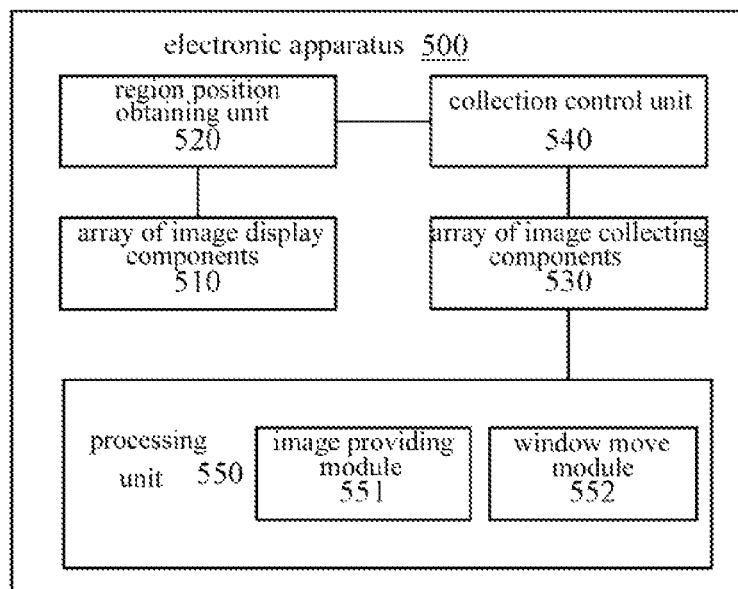 electronic apparatus 500
region position
obtaining unit
520
collection control unit
540
array of image display
components
510
array of image collecting
components
530
processing
unit 550
image providing
module
551
window move
module
552